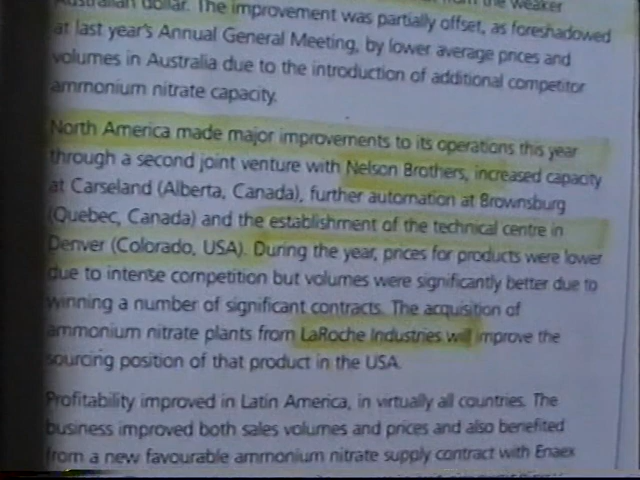 Australian dollar. The improvement was partially offset, as foreshadowed
at last year's Annual General Meeting, by lower average prices and
volumes in Australia due to the introduction of additional competitor
ammonium nitrate capacity.
North America made major improvements to its operations this year
through a second joint venture with Nelson Brothers, increased capacity
at Carseland (Alberta, Canada), further automation at Brownsburg
(Quebec, Canada) and the establishment of the technical centre in
Denver (Colorado, USA). During the year, prices for products were lower
due to intense competition but volumes were significantly better due to
winning a number of significant contracts. The acquisition of
ammonium nitrate plants from LaRoche Industries will improve the
sourcing position of that product in the USA.
Profitability improved in Latin America, in virtually all countries. The
business improved both sales volumes and prices and also benefited
from a new favourable ammonium nitrate supply contract with Enaex